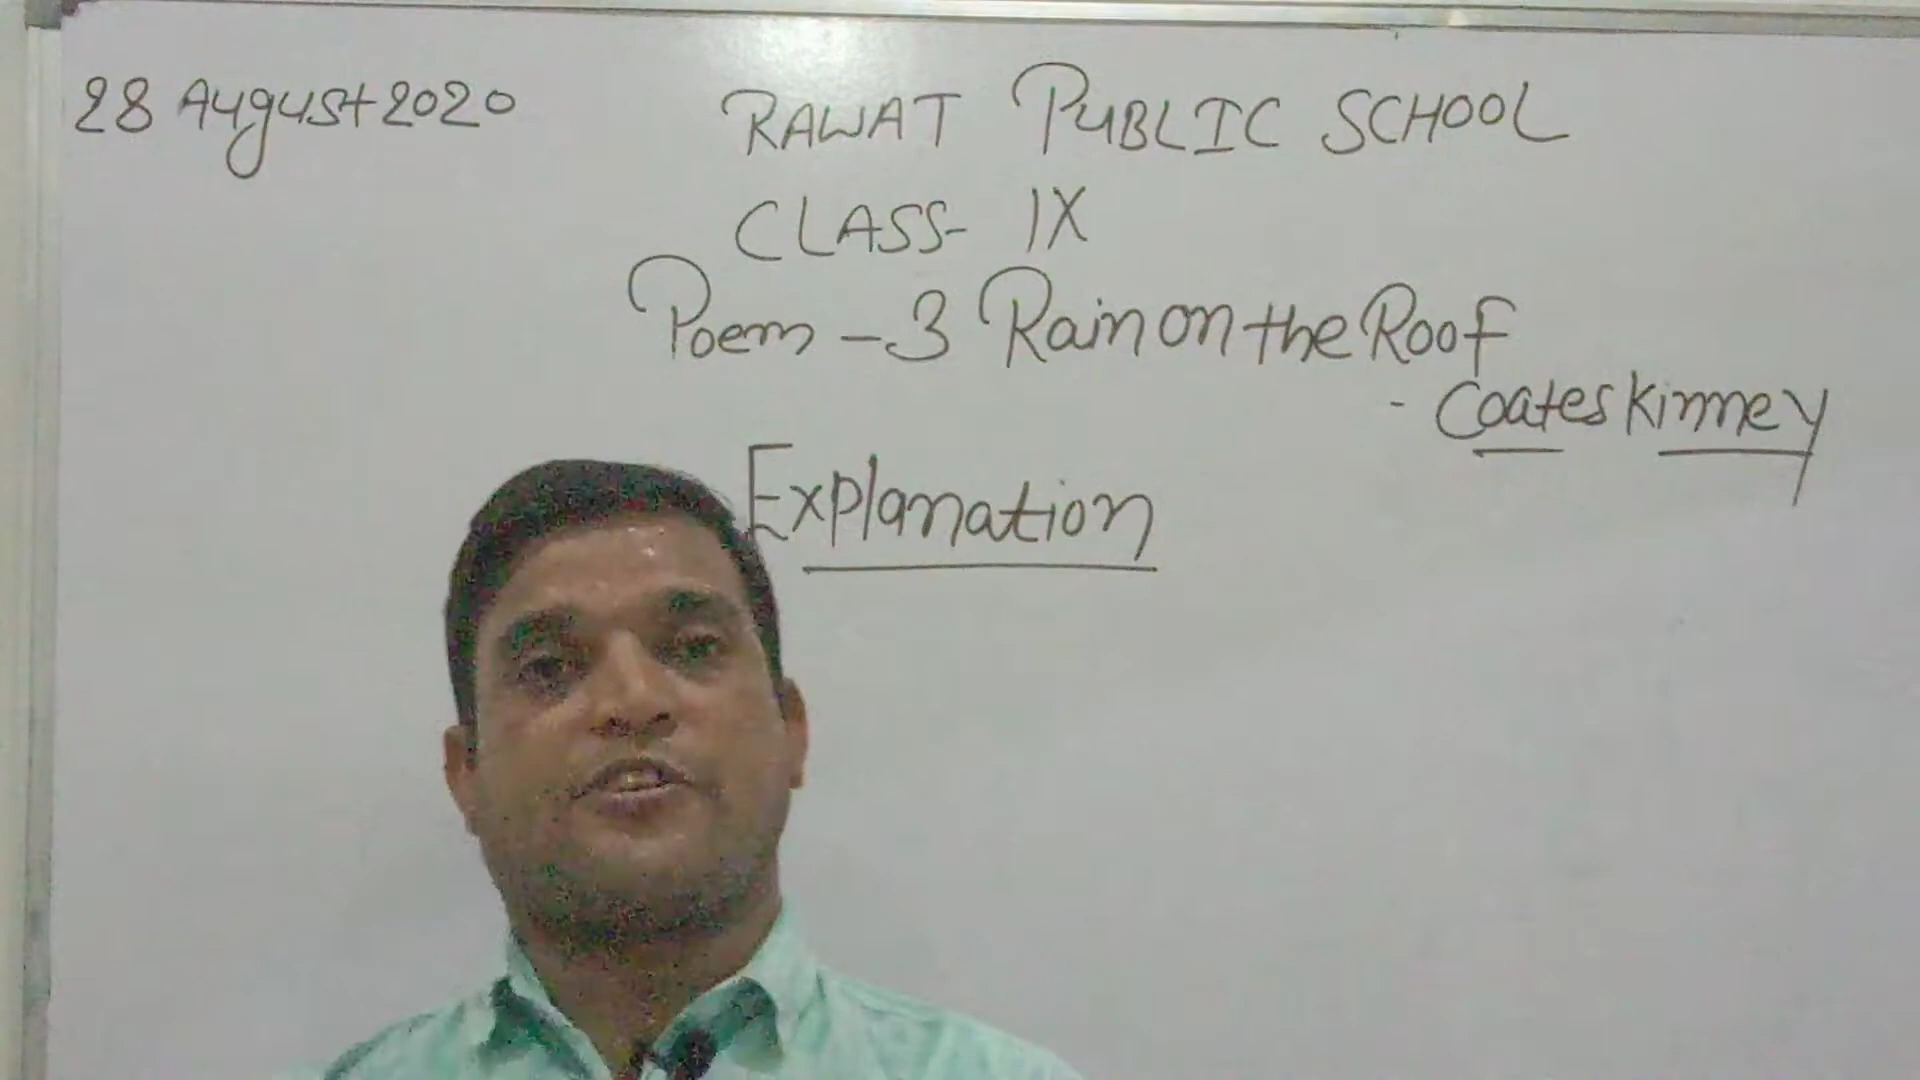 28 August 2020
RAWAT PUBLIC SCHOOL
CLASS- IX
Poem - 3 Rain on the Roof
- Coates Kinney
Explanation